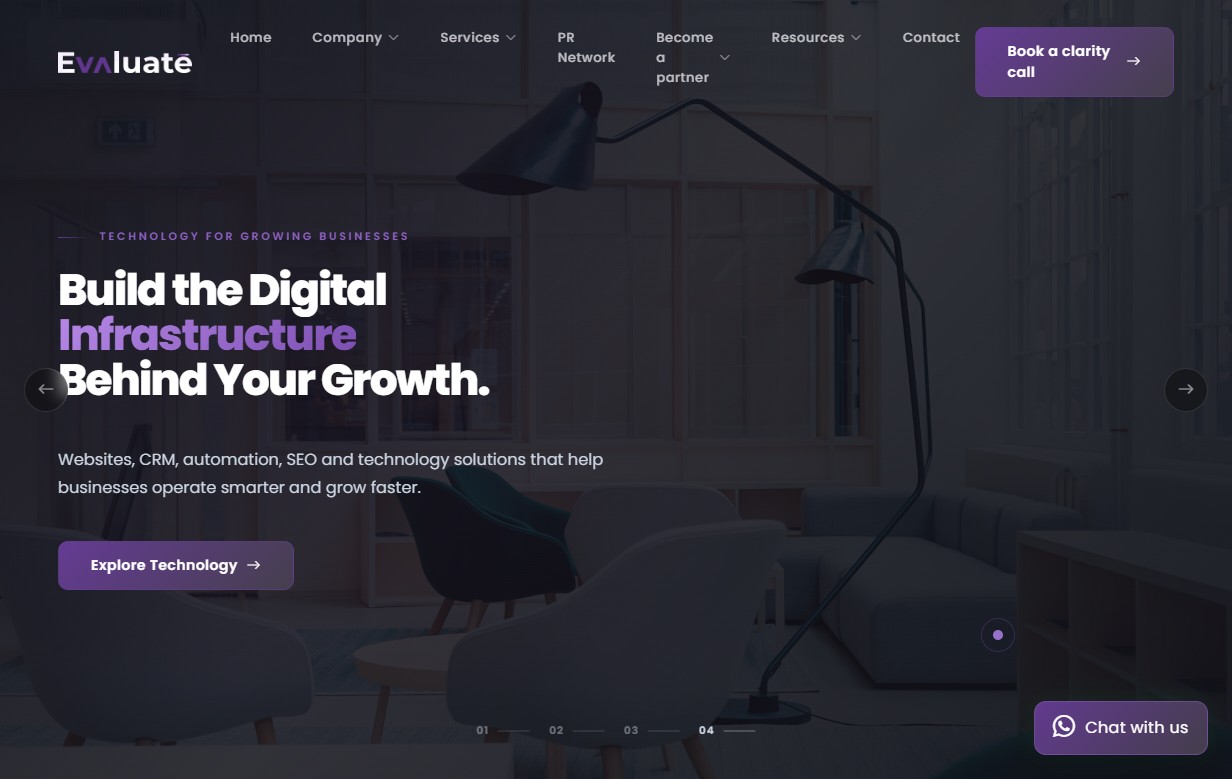 Evaluate
Home
Company
Services
PR
Network
Become
a
partner
Resources
Contact
Book a clarity
call
TECHNOLOGY FOR GROWING BUSINESSES
Build the Digital
Infrastructure
Behind Your Growth.
Websites, CRM, automation, SEO and technology solutions that help
businesses operate smarter and grow faster.
Explore Technology
01 02 03 04
Chat with us